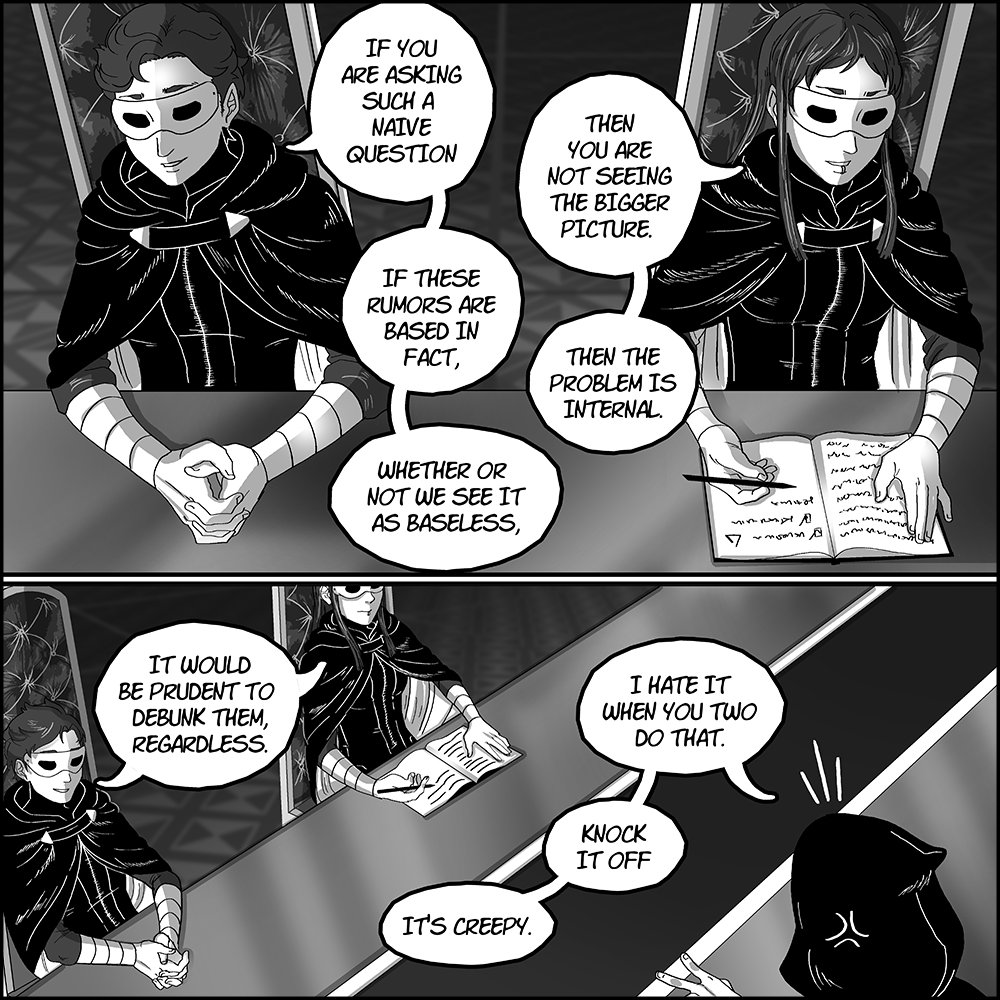 IF YOU
ARE ASKING
SUCH A
NAIVE
QUESTION
THEN
YOU ARE
NOT SEEING
THE BIGGER
PICTURE.
IF THESE
RUMORS ARE
BASED IN
FACT,
THEN THE
PROBLEM IS
INTERNAL.
WHETHER OR
NOT WE SEE IT
AS BASELESS,
IT WOULD
BE PRUDENT TO
DEBUNK THEM,
REGARDLESS.
I HATE IT
WHEN YOU TWO
DO THAT.
KNOCK
IT OFF
IT'S CREEPY.